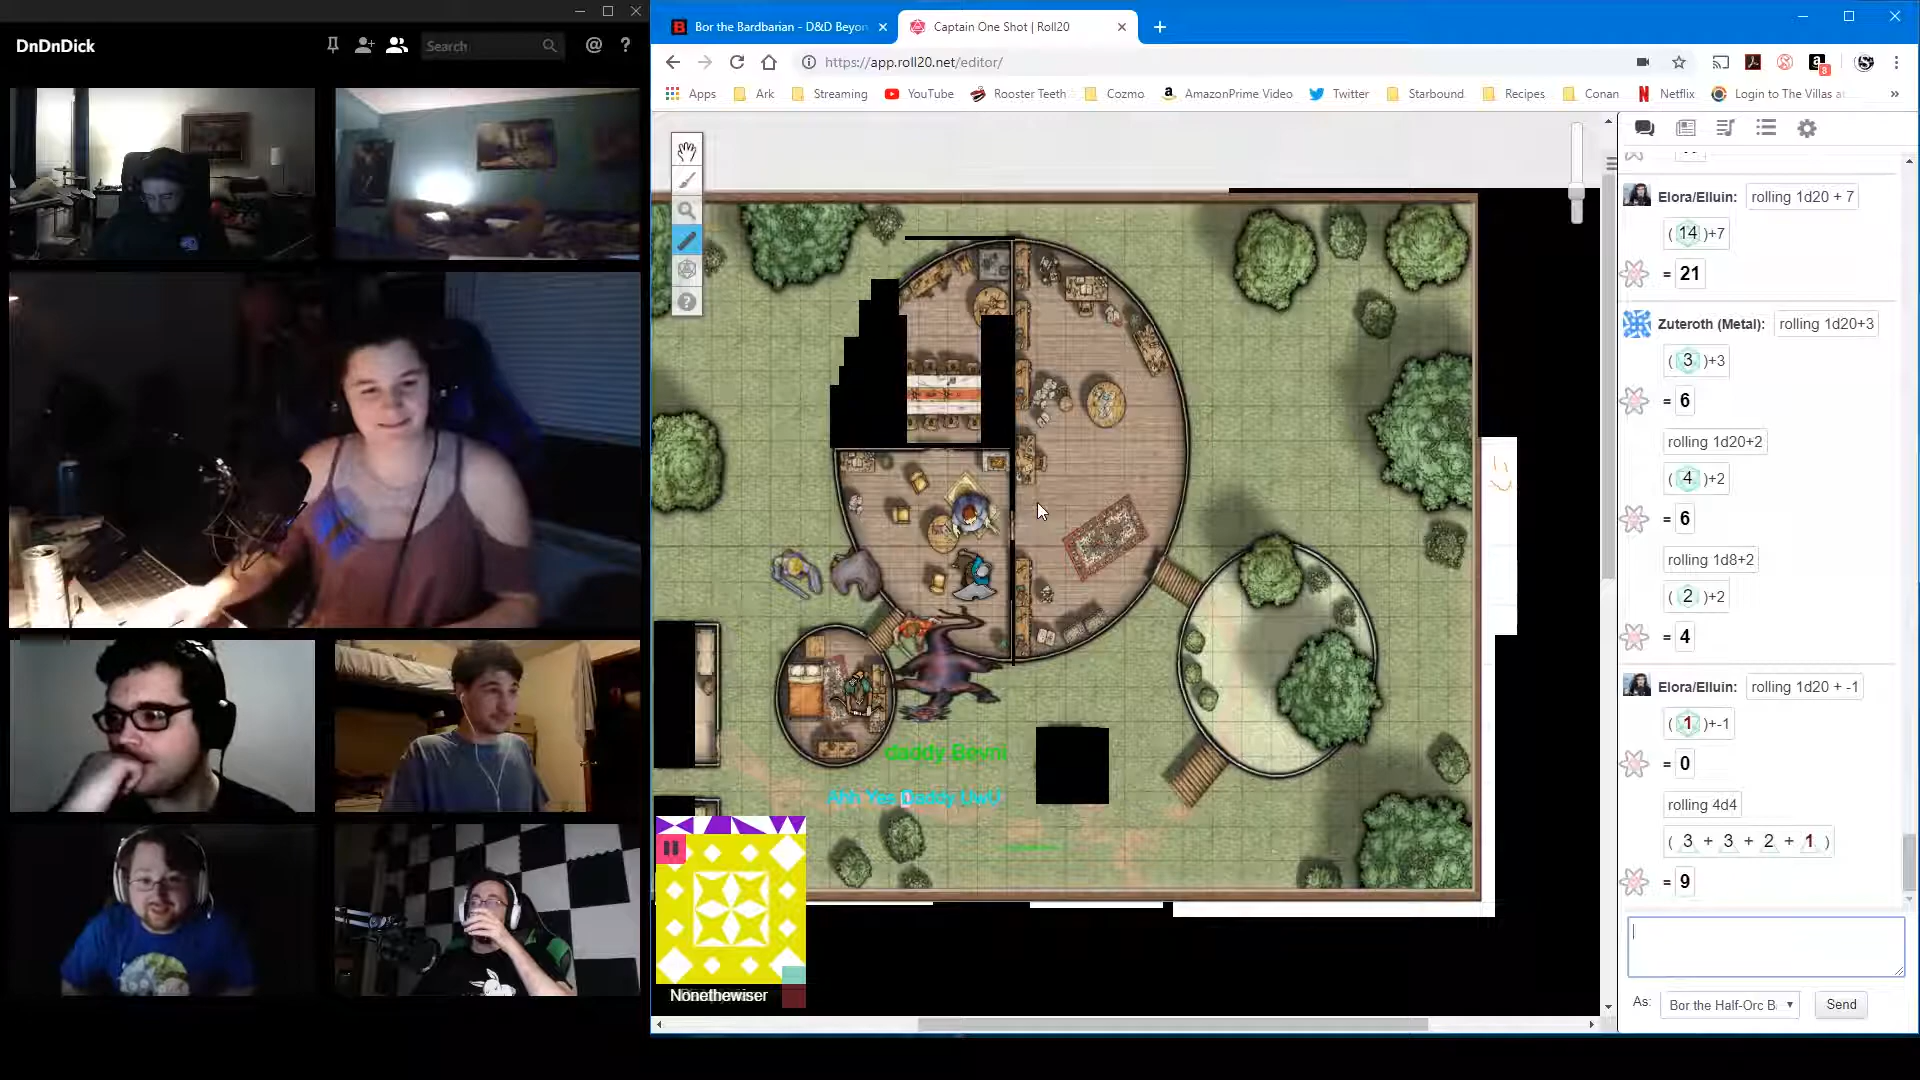 DnDnDick
Search
@
?
Bor the Bardbarian - D&D Beyon
Captain One Shot | Roll20
https://app.roll20.net/editor/
8
Apps
Ark
Streaming
YouTube
Rooster Teeth
Cozmo
AmazonPrime Video
Twitter
Starbound
Recipes
Conan
Netflix
Login to The Villas a
»
Elora/Elluin: rolling 1d20 + 7
( 14 )+7
= 21
Zuteroth (Metal): rolling 1d20+3
( 3 )+3
= 6
rolling 1d20+2
( 4 )+2
= 6
rolling 1d8+2
( 2 )+2
= 4
Elora/Elluin: rolling 1d20 + -1
( 1 )+-1
= 0
rolling 4d4
( 3 + 3 + 2 + 1 )
= 9
As: Bor the Half-Orc B
Send
daddy Bevni
Ahh Yes Daddy UwU
Nonethewiser